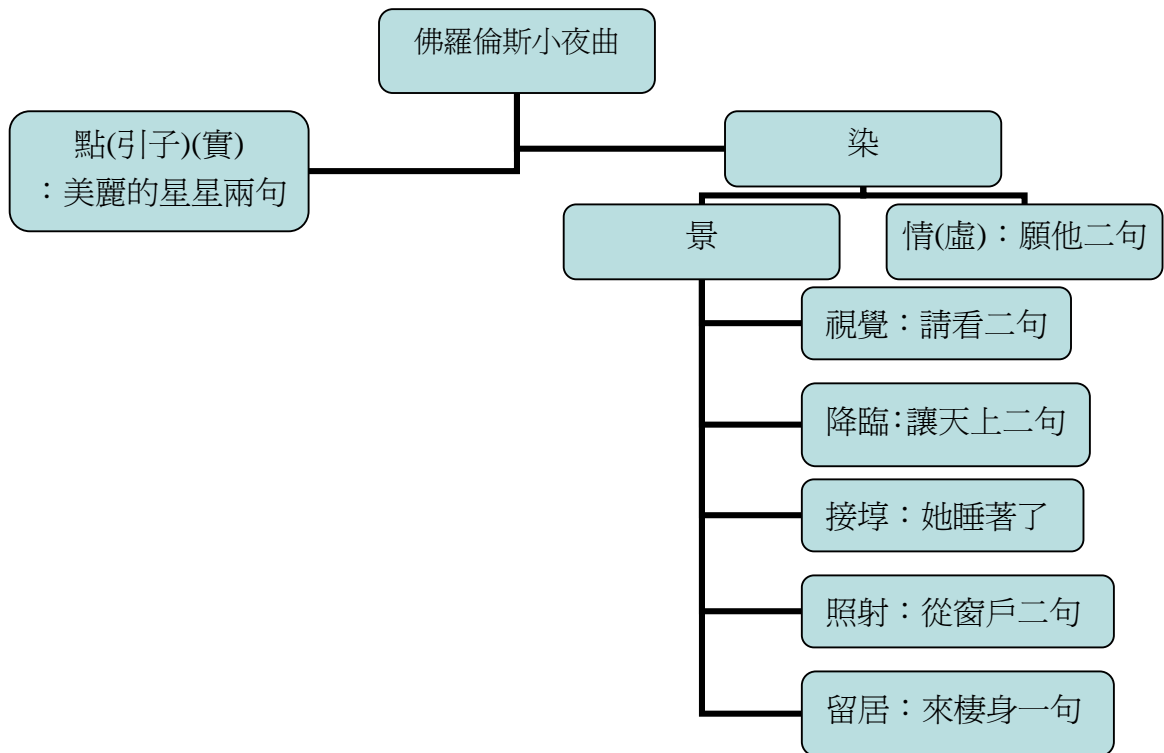 佛羅倫斯小夜曲
點(引子)(實)
：美麗的星星兩句
染
景
情(虛)：願他二句
視覺：請看二句
降臨：讓天上二句
接埻：她睡著了
照射：從窗戶二句
留居：來棲身一句